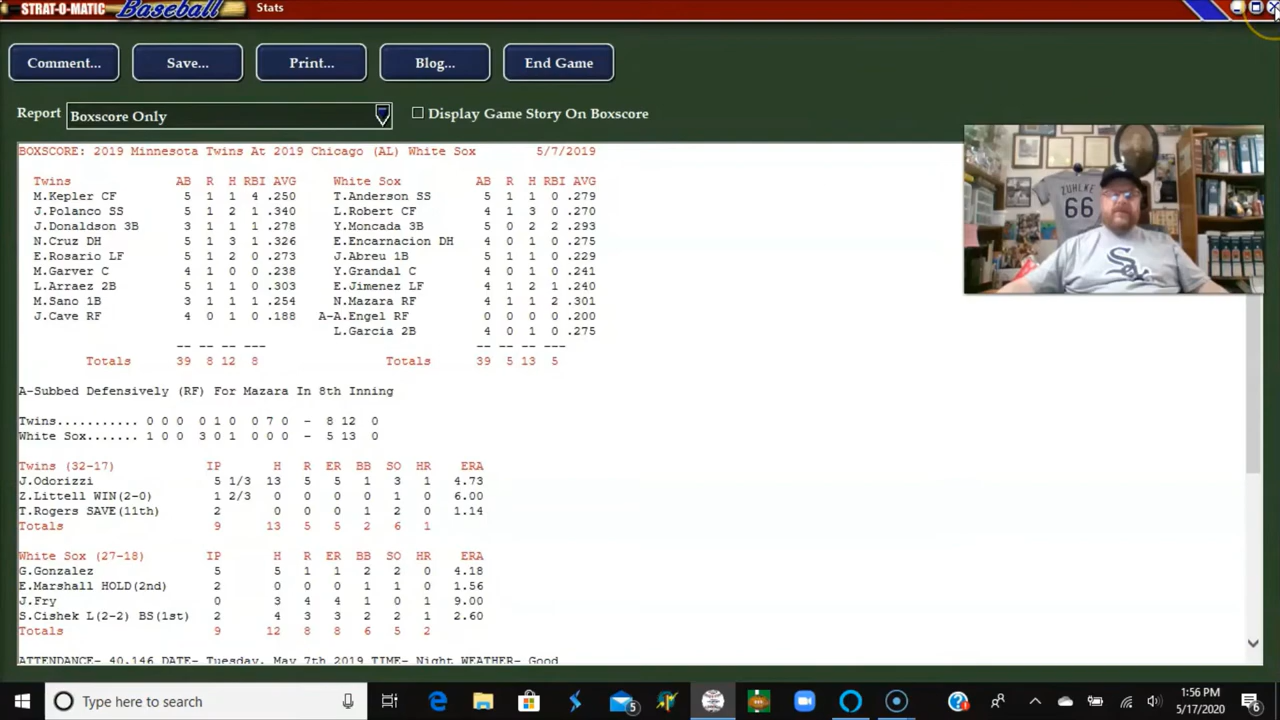 STRAT-O-MATIC Baseball Stats
Comment... Save... Print... Blog... End Game
Report Boxscore Only Display Game Story On Boxscore
BOXSCORE: 2019 Minnesota Twins At 2019 Chicago (AL) White Sox 5/7/2019
Twins AB R H RBI AVG White Sox AB R H RBI AVG
M.Kepler CF 5 1 1 4 .250 T.Anderson SS 5 1 1 0 .279
J.Polanco SS 5 1 2 1 .340 L.Robert CF 4 1 3 0 .270
J.Donaldson 3B 3 1 1 1 .278 Y.Moncada 3B 5 0 2 2 .293
N.Cruz DH 5 1 3 1 .326 E.Encarnacion DH 4 0 1 0 .275
E.Rosario LF 5 1 2 0 .273 J.Abreu 1B 5 1 1 0 .229
M.Garver C 4 1 0 0 .238 Y.Grandal C 4 0 1 0 .241
L.Arraez 2B 5 1 1 0 .303 E.Jimenez LF 4 1 2 1 .240
M.Sano 1B 3 1 1 1 .254 N.Mazara RF 4 1 1 2 .301
J.Cave RF 4 0 1 0 .188 A-A.Engel RF 0 0 0 0 .200
L.Garcia 2B 4 0 1 0 .275
-- -- -- --- -- -- -- ---
Totals 39 8 12 8 Totals 39 5 13 5
A-Subbed Defensively (RF) For Mazara In 8th Inning
Twins........... 0 0 0 0 1 0 0 7 0 - 8 12 0
White Sox....... 1 0 0 3 0 1 0 0 0 - 5 13 0
Twins (32-17) IP H R ER BB SO HR ERA
J.Odorizzi 5 1/3 13 5 5 1 3 1 4.73
Z.Littell WIN(2-0) 1 2/3 0 0 0 0 1 0 6.00
T.Rogers SAVE(11th) 2 0 0 0 1 2 0 1.14
Totals 9 13 5 5 2 6 1
White Sox (27-18) IP H R ER BB SO HR ERA
G.Gonzalez 5 5 1 1 2 2 0 4.18
E.Marshall HOLD(2nd) 2 0 0 0 1 1 0 1.56
J.Fry 0 3 4 4 1 0 1 9.00
S.Cishek L(2-2) BS(1st) 2 4 3 3 2 2 1 2.60
Totals 9 12 8 8 6 5 2
ATTENDANCE- 40,146 DATE- Tuesday, May 7th 2019 TIME- Night WEATHER- Good
ZUHLKE
66
Sox
Type here to search
5
1:56 PM
5/17/2020
6